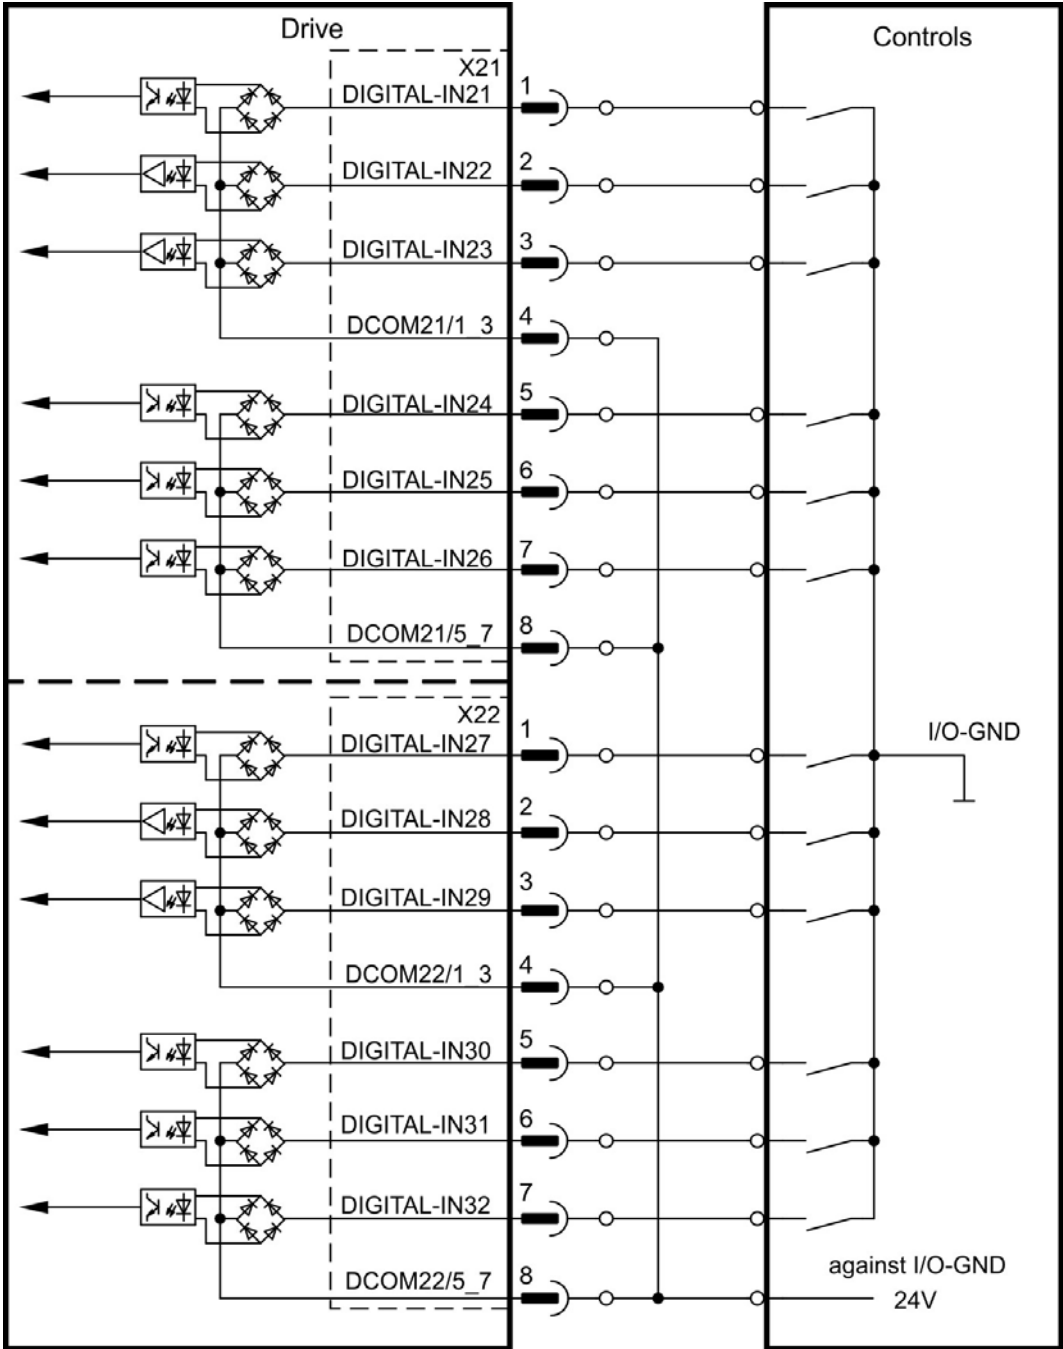 Drive
Controls
X21
DIGITAL-IN21 1
DIGITAL-IN22 2
DIGITAL-IN23 3
DCOM21/1_3 4
DIGITAL-IN24 5
DIGITAL-IN25 6
DIGITAL-IN26 7
DCOM21/5_7 8
X22
DIGITAL-IN27 1
I/O-GND
DIGITAL-IN28 2
DIGITAL-IN29 3
DCOM22/1_3 4
DIGITAL-IN30 5
DIGITAL-IN31 6
DIGITAL-IN32 7
DCOM22/5_7 8
against I/O-GND
24V